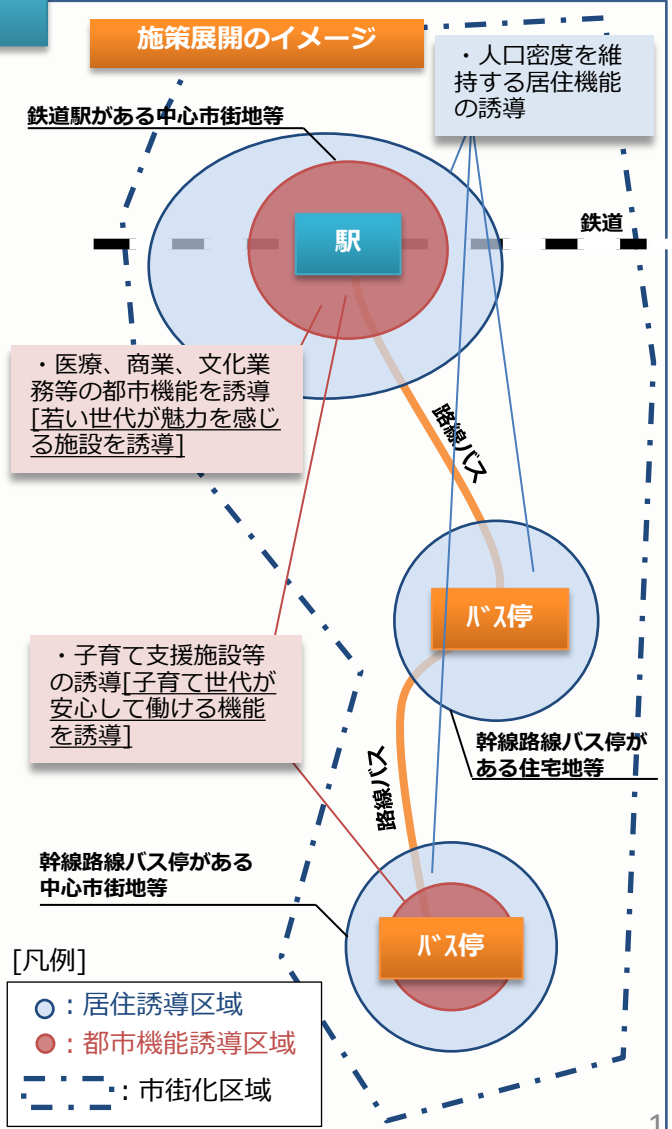 施策展開のイメージ
・人口密度を維
持する居住機能
の誘導
鉄道駅がある中心市街地等
駅
鉄道
・医療、商業、文化業
務等の都市機能を誘導
[若い世代が魅力を感じ
る施設を誘導]
路線バス
バス停
・子育て支援施設等
の誘導[子育て世代が
安心して働ける機能
を誘導]
幹線路線バス停が
ある住宅地等
路線バス
幹線路線バス停がある
中心市街地等
バス停
[凡例]
：居住誘導区域
：都市機能誘導区域
：市街化区域
1